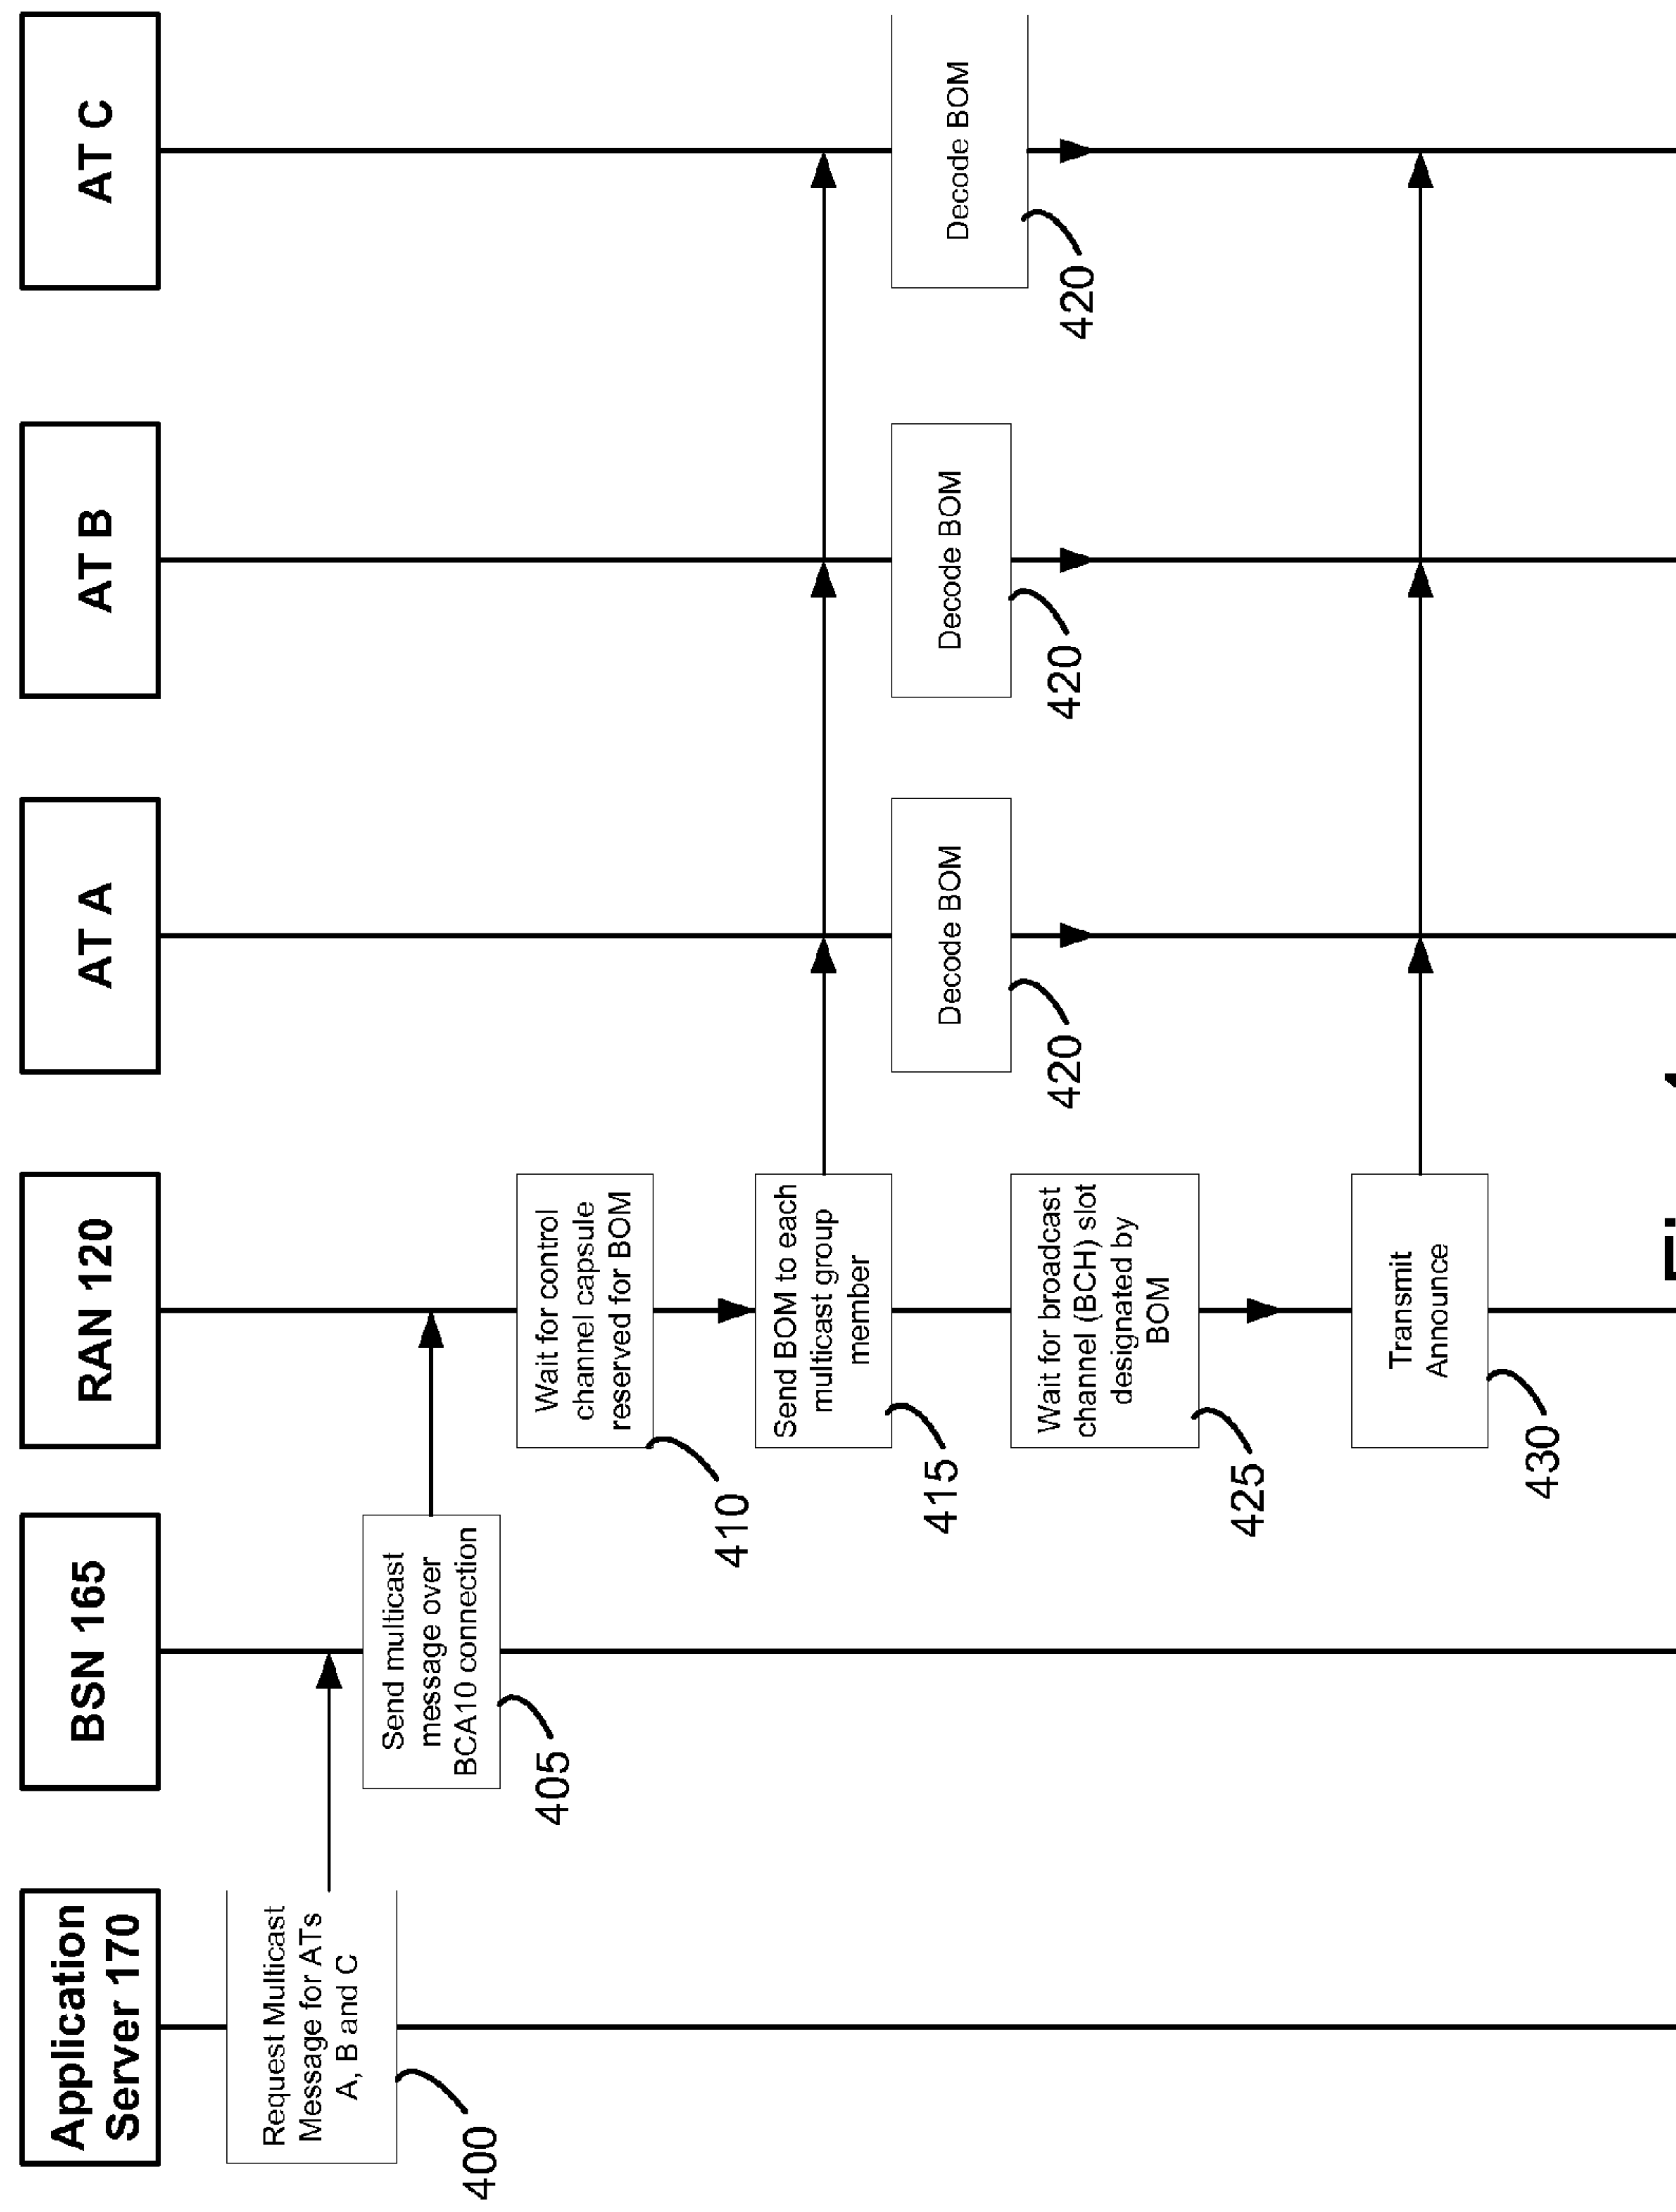 Application
Server 170
BSN 165
RAN 120
AT A
AT B
AT C
Request Multicast
Message for ATs
A, B and C
400
Send multicast
message over
BCA10 connection
405
Wait for control
channel capsule
reserved for BOM
410
Send BOM to each
multicast group
member
415
Decode BOM
420
Decode BOM
420
Decode BOM
420
Wait for broadcast
channel (BCH) slot
designated by
BOM
425
Transmit
Announce
430